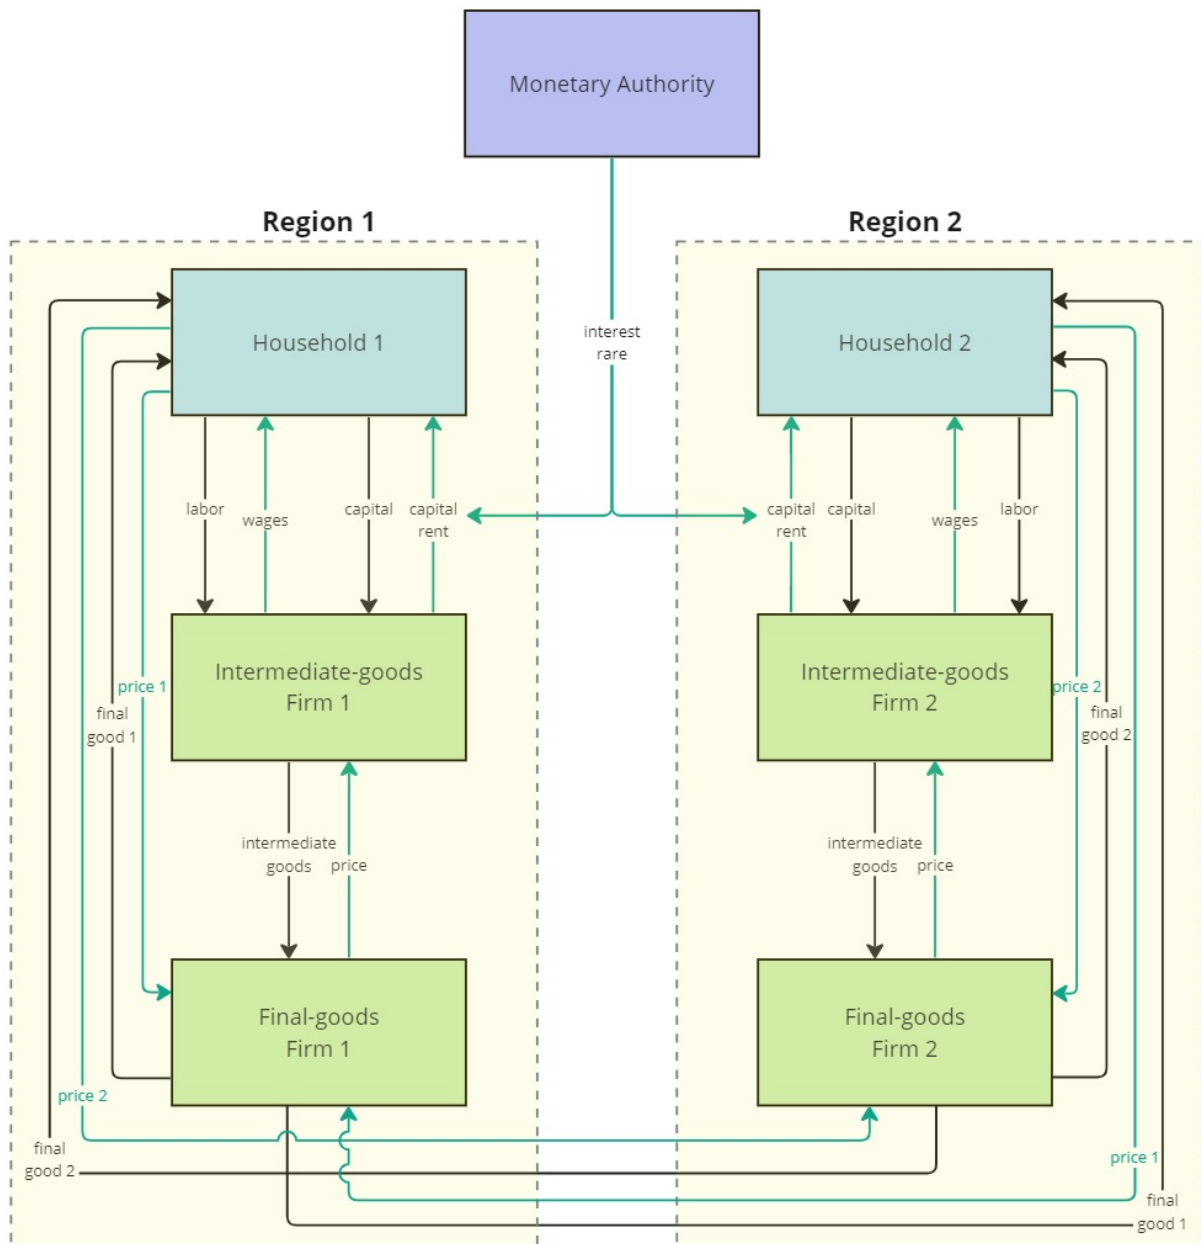 Monetary Authority
Region 1
Region 2
Household 1
Household 2
interest
rare
labor
wages
capital
capital
rent
capital
rent
capital
wages
labor
Intermediate-goods
Firm 1
Intermediate-goods
Firm 2
price 1
final
good 1
price 2
final
good 2
intermediate
goods
price
intermediate
goods
price
Final-goods
Firm 1
Final-goods
Firm 2
price 2
final
good 2
price 1
final
good 1